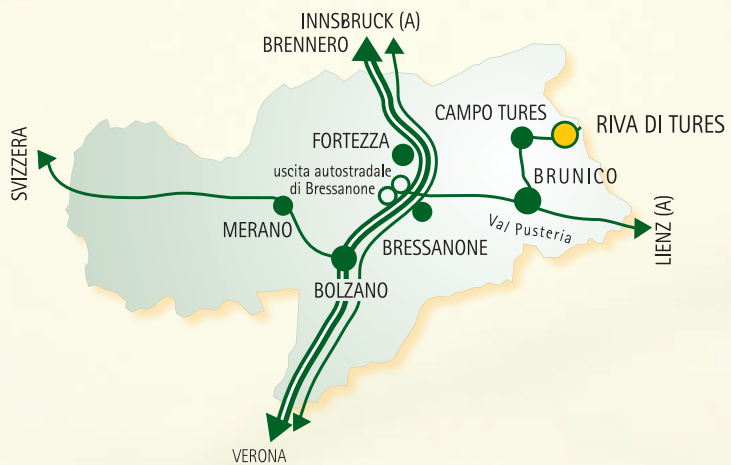 INNSBRUCK (A)
BRENNERO
CAMPO TURES
RIVA DI TURES
FORTEZZA
uscita autostradale
di Bressanone
BRUNICO
SVIZZERA
Val Pusteria
LIENZ (A)
MERANO
BRESSANONE
BOLZANO
VERONA